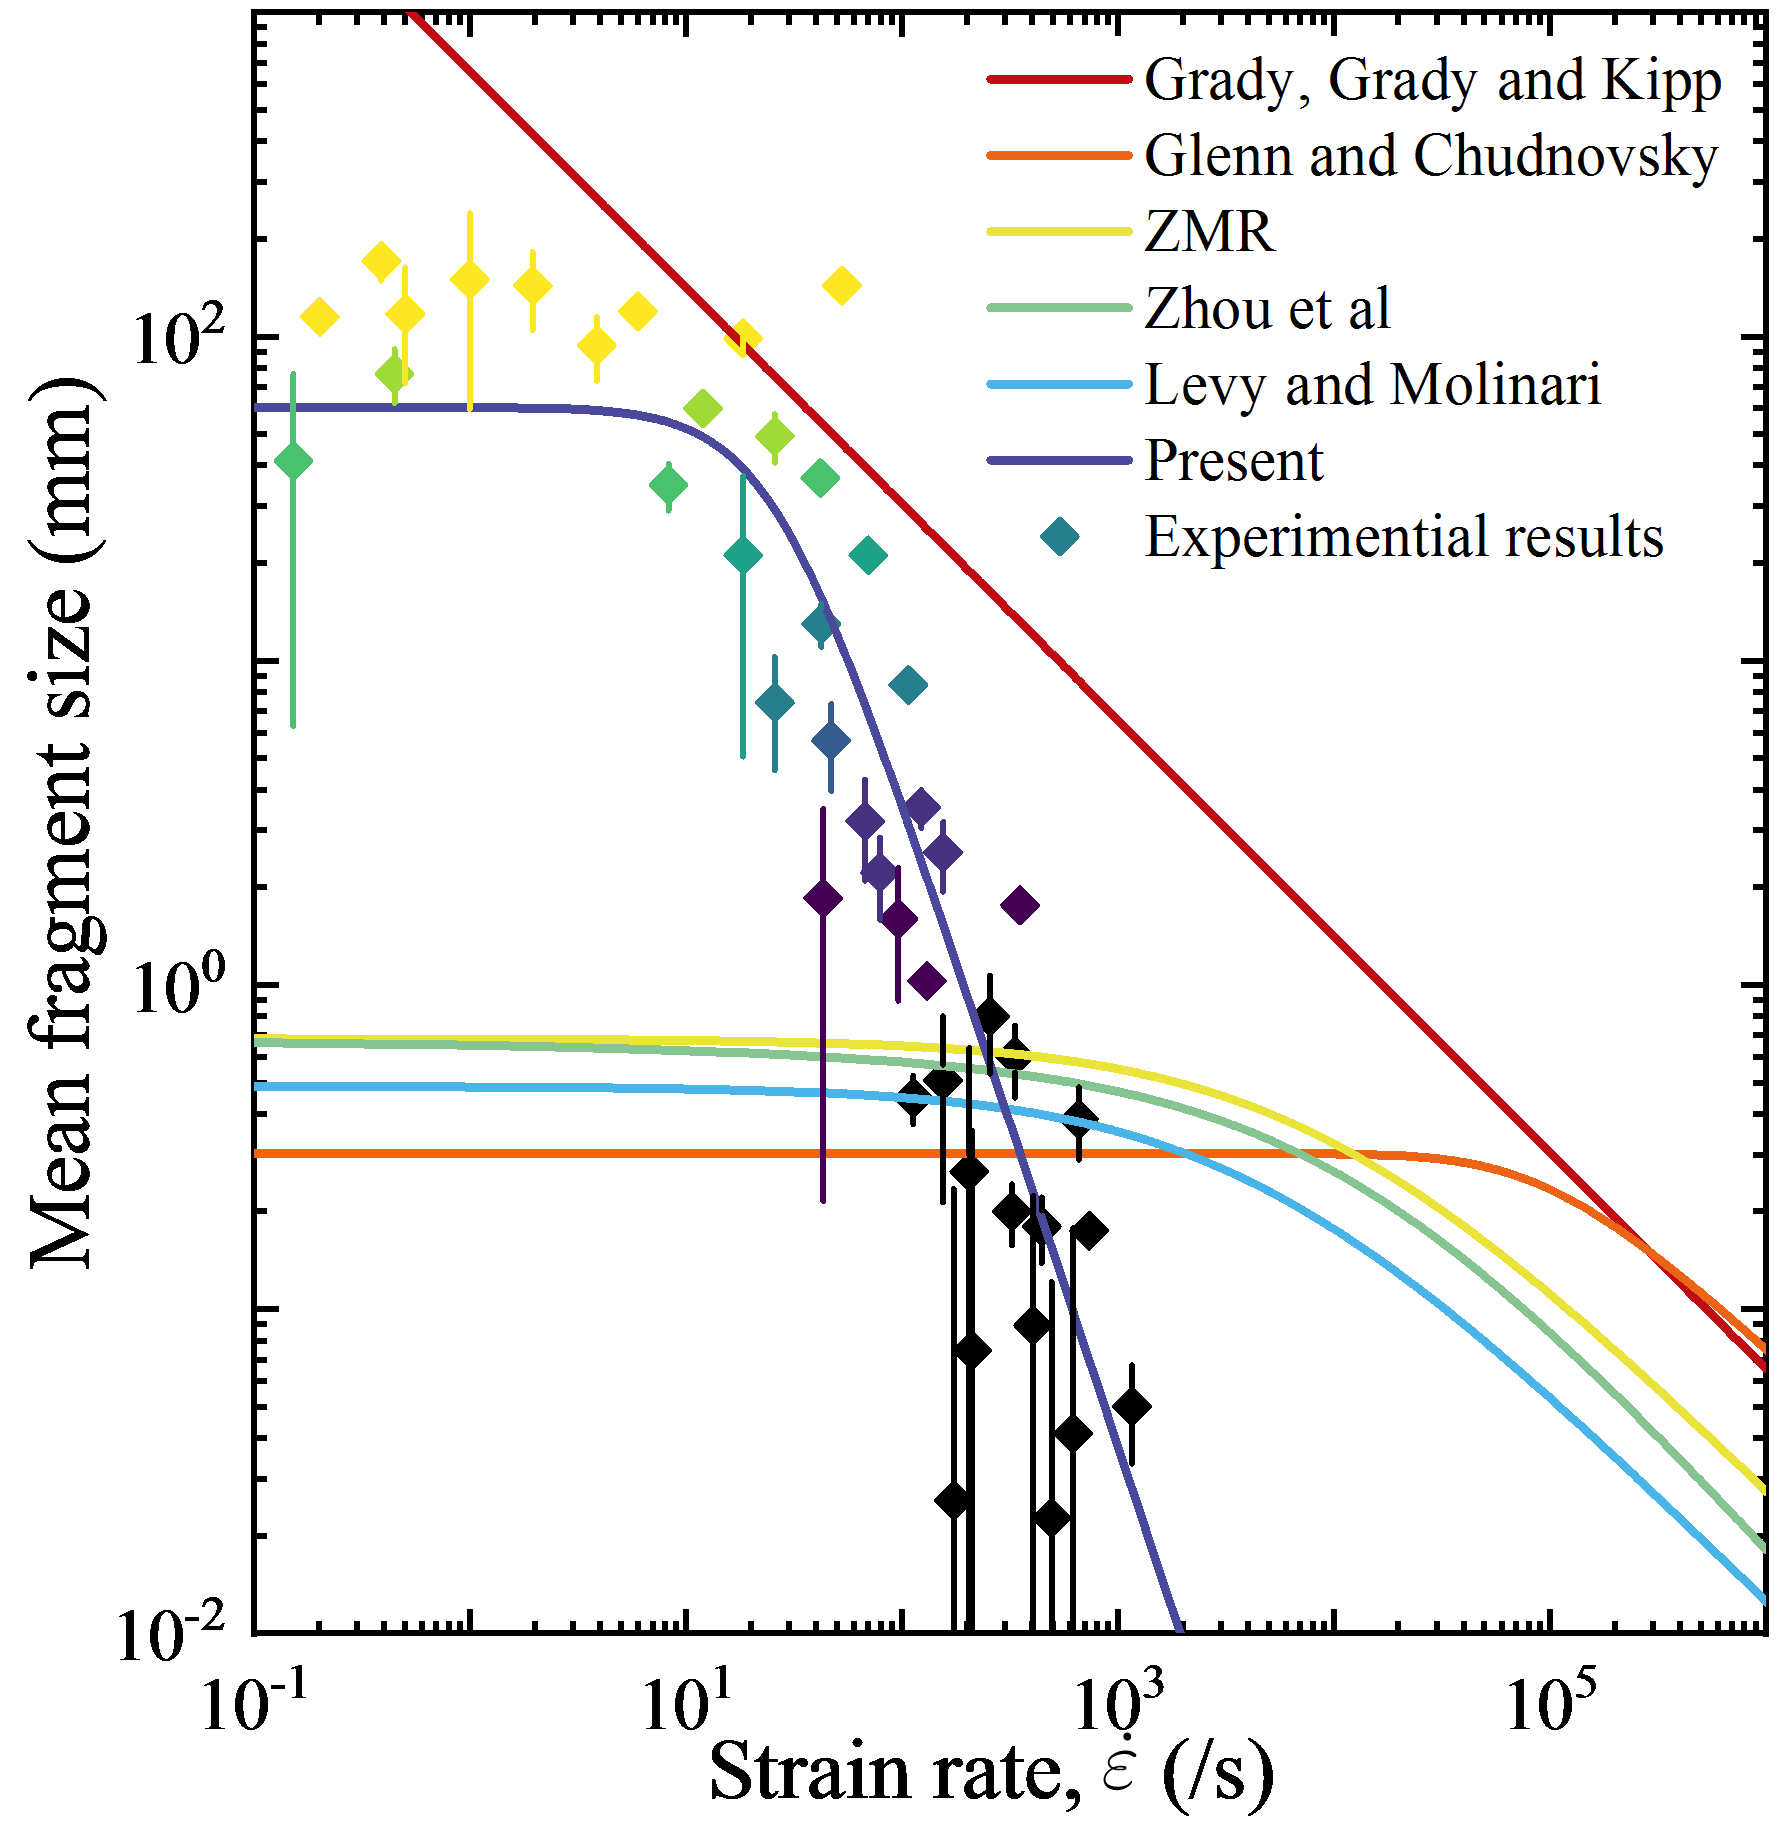 Grady, Grady and Kipp
Glenn and Chudnovsky
ZMR
Zhou et al
Levy and Molinari
Present
Experimential results
Mean fragment size (mm)
10²
10⁰
10⁻²
10⁻¹
10¹
10³
10⁵
Strain rate, ε̇ (/s)